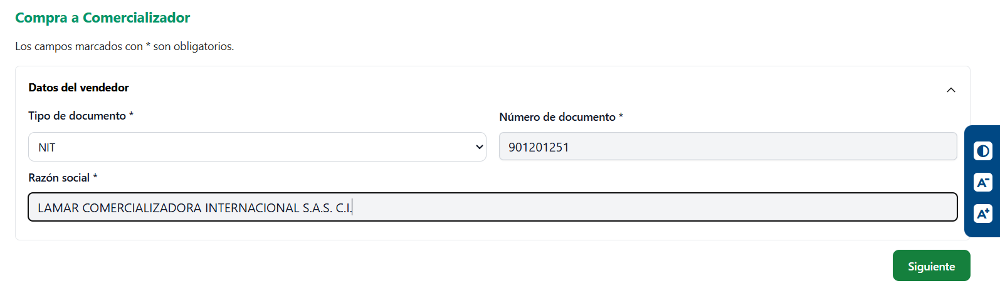 Compra a Comercializador
Los campos marcados con * son obligatorios.
Datos del vendedor
Tipo de documento *
Número de documento *
NIT
901201251
Razón social *
LAMAR COMERCIALIZADORA INTERNACIONAL S.A.S. C.I.
A-
A+
Siguiente